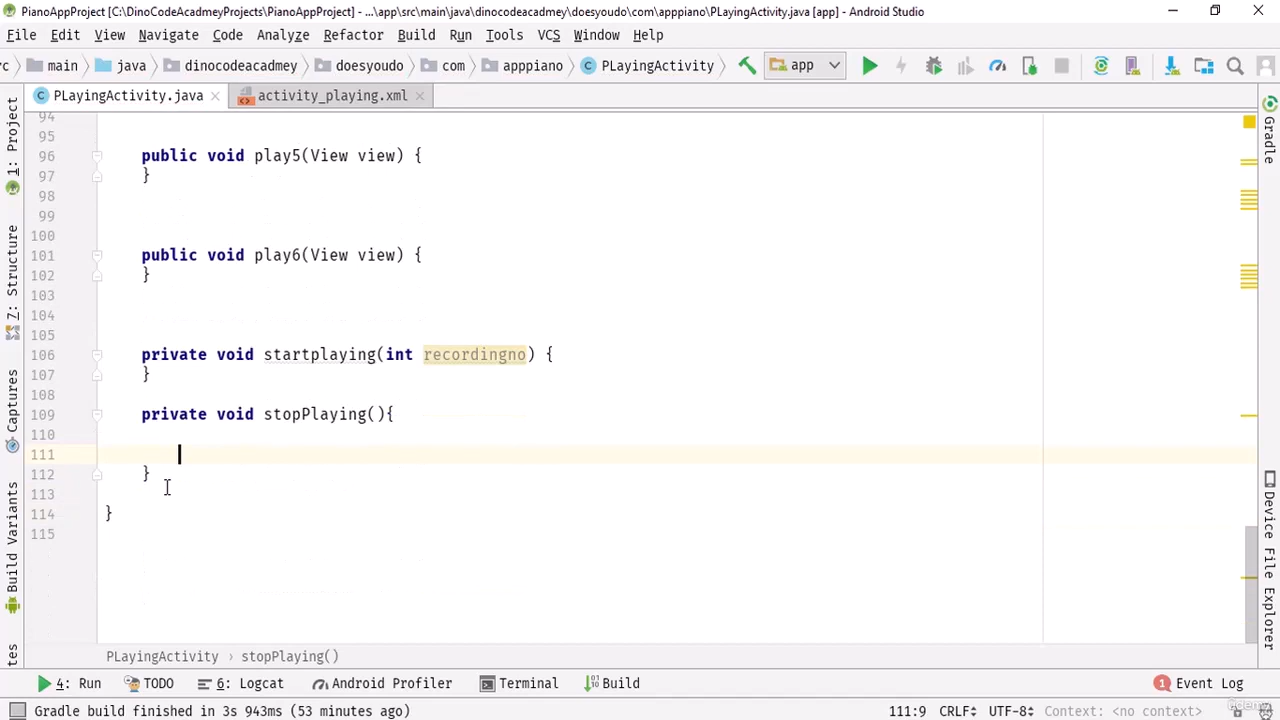 PianoAppProject [C:\DinoCodeAcadmeyProjects\PianoAppProject] - ...\app\src\main\java\dinocodeacadmey\doesyoudo\com\apppiano\PLayingActivity.java [app] - Android Studio
File Edit View Navigate Code Analyze Refactor Build Run Tools VCS Window Help
rc main java dinocodeacadmey doesyoudo com apppiano PLayingActivity app
PLayingActivity.java activity_playing.xml
94
95
96 public void play5(View view) {
97 }
98
99
100
101 public void play6(View view) {
102 }
103
104
105
106 private void startplaying(int recordingno) {
107 }
108
109 private void stopPlaying(){
110
111
112 }
113
114 }
115
1: Project
7: Structure
Captures
Build Variants
tes
Gradle
Device File Explorer
PLayingActivity › stopPlaying()
4: Run TODO 6: Logcat Android Profiler Terminal Build 1 Event Log
Gradle build finished in 3s 943ms (53 minutes ago) 111:9 CRLF UTF-8 Context: <no context>
Udemy